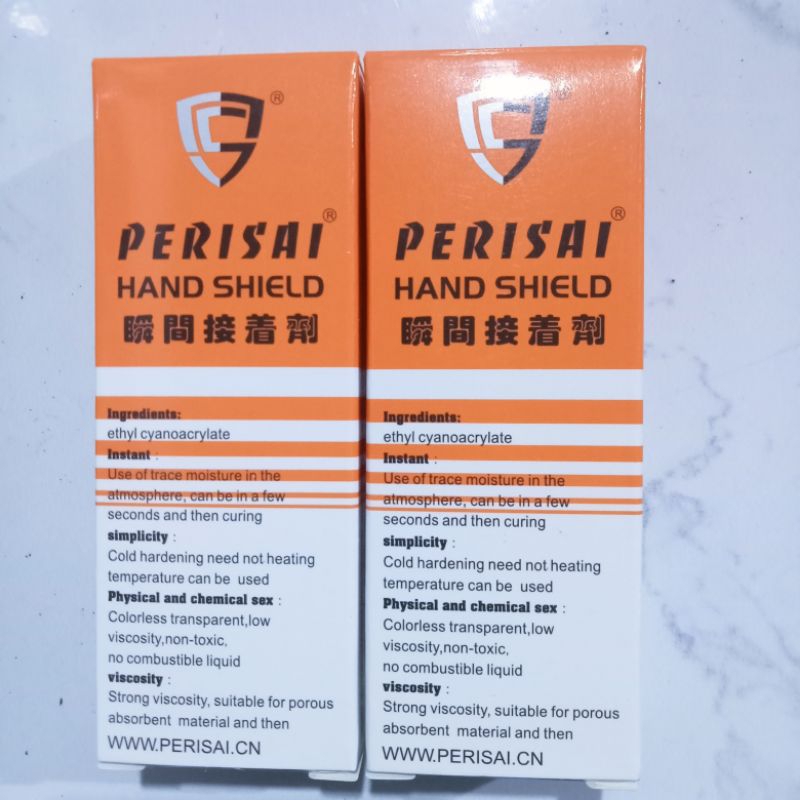 ®
PERISAI®
HAND SHIELD
瞬間接着剤
Ingredients:
ethyl cyanoacrylate
Instant :
Use of trace moisture in the
atmosphere, can be in a few
seconds and then curing
simplicity :
Cold hardening need not heating
temperature can be used
Physical and chemical sex :
Colorless transparent,low
viscosity,non-toxic,
no combustible liquid
viscosity :
Strong viscosity, suitable for porous
absorbent material and then
WWW.PERISAI.CN
®
PERISAI®
HAND SHIELD
瞬間接着剤
Ingredients:
ethyl cyanoacrylate
Instant :
Use of trace moisture in the
atmosphere, can be in a few
seconds and then curing
simplicity :
Cold hardening need not heating
temperature can be used
Physical and chemical sex :
Colorless transparent,low
viscosity,non-toxic,
no combustible liquid
viscosity :
Strong viscosity, suitable for porous
absorbent material and then
WWW.PERISAI.CN